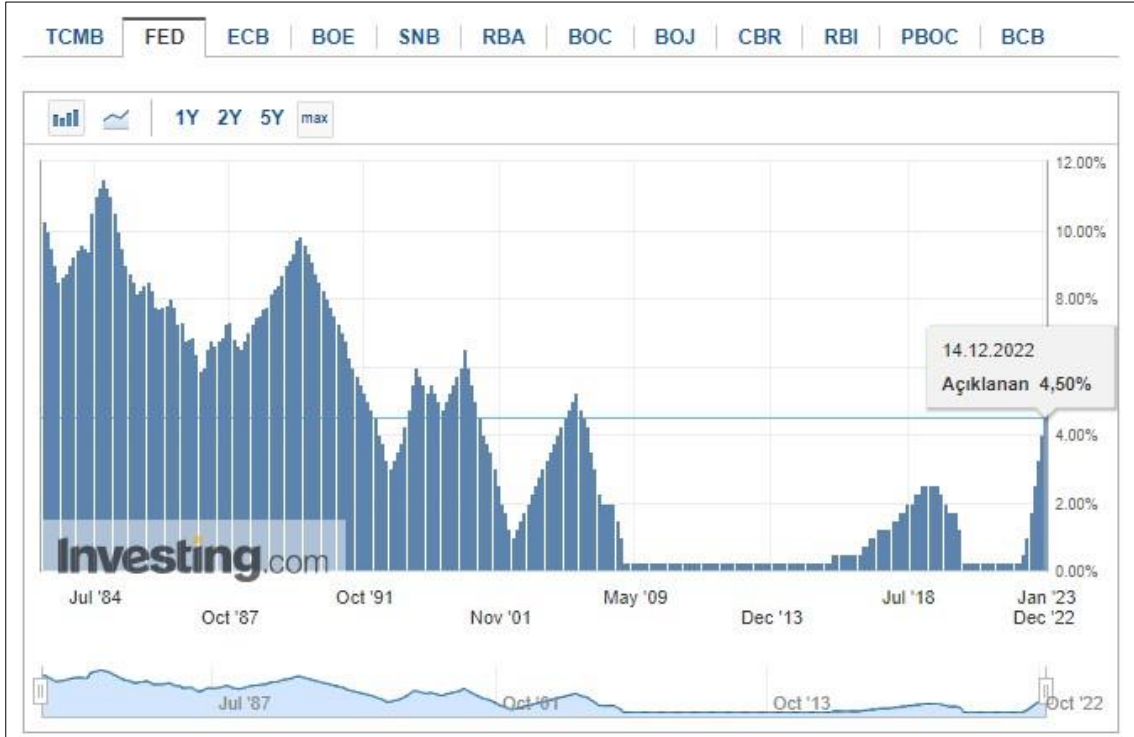 TCMB FED ECB BOE SNB RBA BOC BOJ CBR RBI PBOC BCB
1Y 2Y 5Y max
12.00%
10.00%
8.00%
14.12.2022
Açıklanan 4,50%
4.00%
2.00%
0.00%
Investing.com
Jul '84 Oct '91 May '09 Jul '18 Jan '23
Oct '87 Nov '01 Dec '13 Dec '22
Jul '87 Oct '01 Oct '13 Oct '22